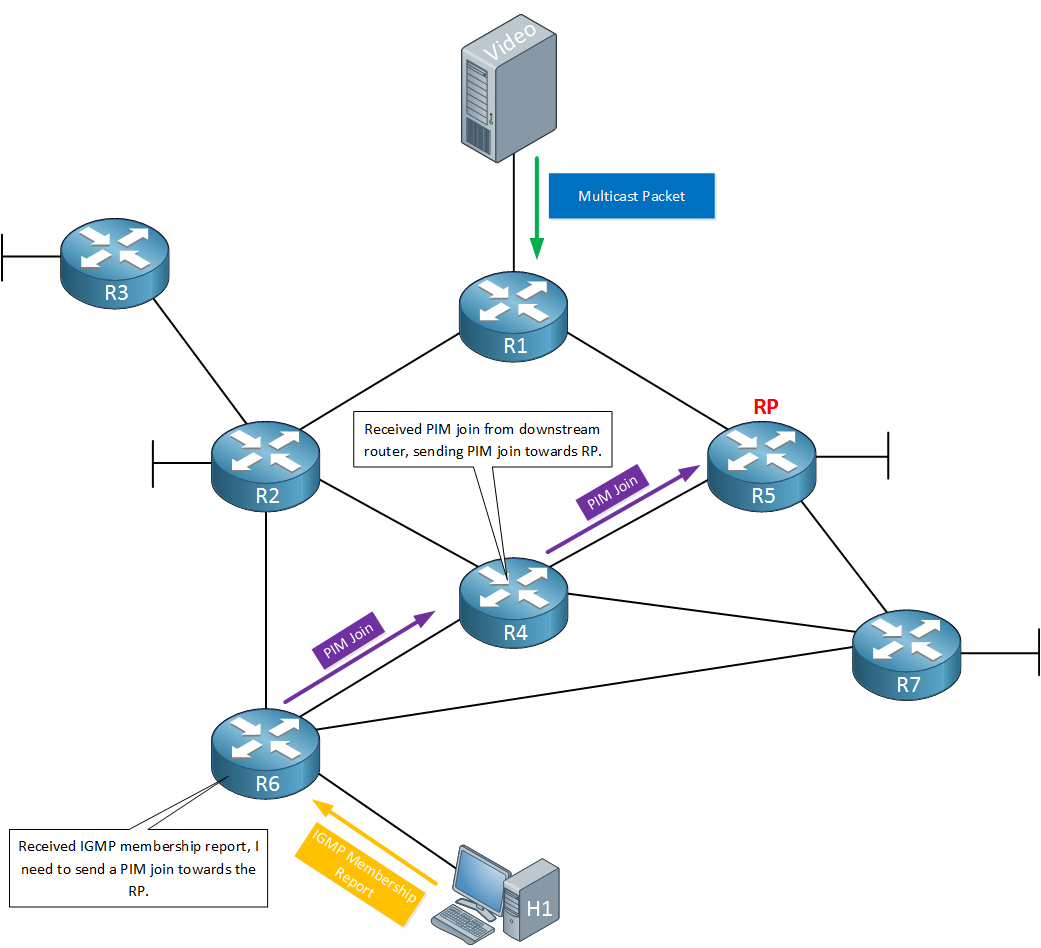 Video
Multicast Packet
R3
R1
RP
Received PIM join from downstream
router, sending PIM join towards RP.
R2
PIM Join
R5
R4
PIM Join
R7
R6
Received IGMP membership report, I
need to send a PIM join towards the
RP.
IGMP Membership
Report
H1